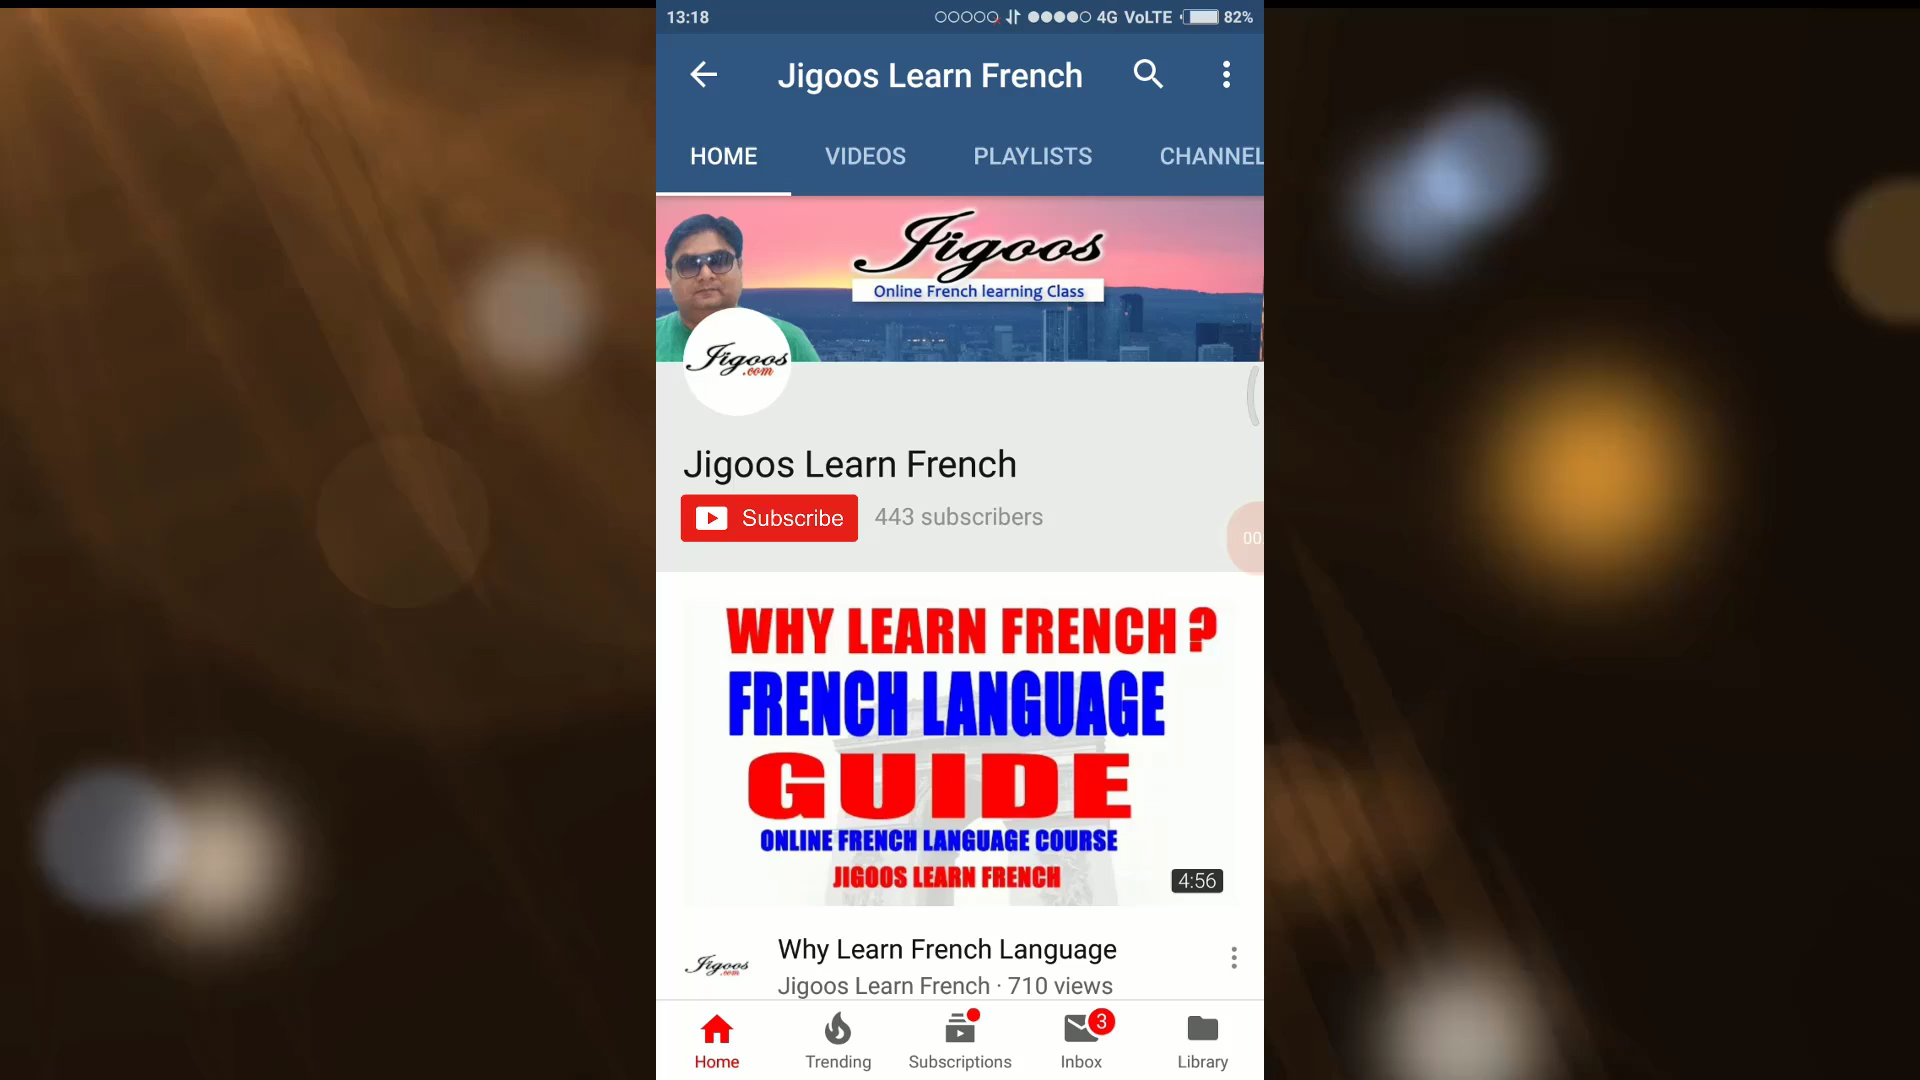 13:18
4G VoLTE 82%
Jigoos Learn French
HOME VIDEOS PLAYLISTS CHANNEL
Jigoos
Online French learning Class
Jigoos
.com
Jigoos Learn French
Subscribe 443 subscribers
00
WHY LEARN FRENCH ?
FRENCH LANGUAGE
GUIDE
ONLINE FRENCH LANGUAGE COURSE
JIGOOS LEARN FRENCH
4:56
Jigoos
.com
Why Learn French Language
Jigoos Learn French · 710 views
3
Home Trending Subscriptions Inbox Library